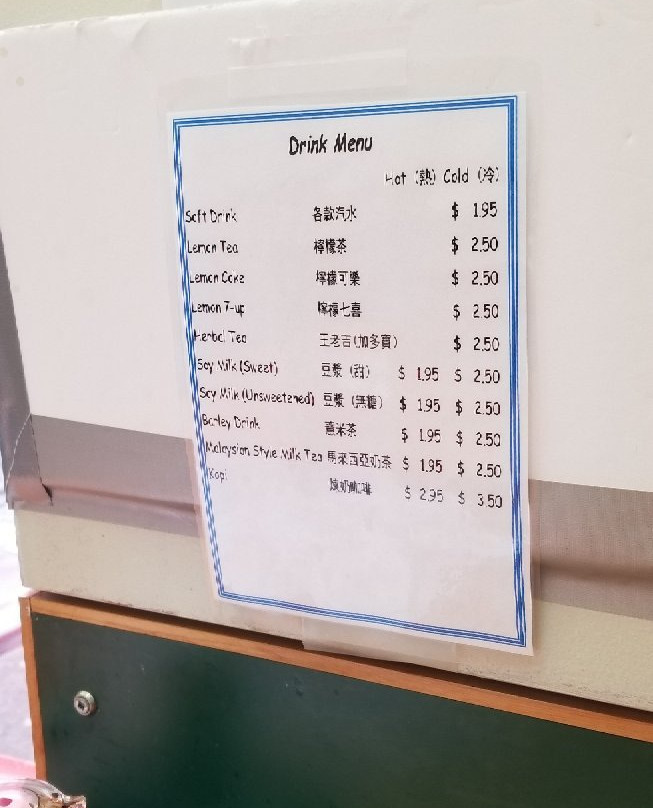 Drink Menu
Hot (熱) Cold (冷)
Soft Drink 各款汽水 $ 1.95
Lemon Tea 檸檬茶 $ 2.50
Lemon Coke 檸檬可樂 $ 2.50
Lemon 7-up 檸檬七喜 $ 2.50
Herbal Tea 王老吉(加多寶) $ 2.50
Soy Milk (Sweet) 豆漿 (甜) $ 1.95 $ 2.50
Soy Milk (Unsweetened) 豆漿 (無糖) $ 1.95 $ 2.50
Barley Drink 薏米茶 $ 1.95 $ 2.50
Malaysian Style Milk Tea 馬來西亞奶茶 $ 1.95 $ 2.50
Kopi 奶咖啡 $ 2.95 $ 3.50